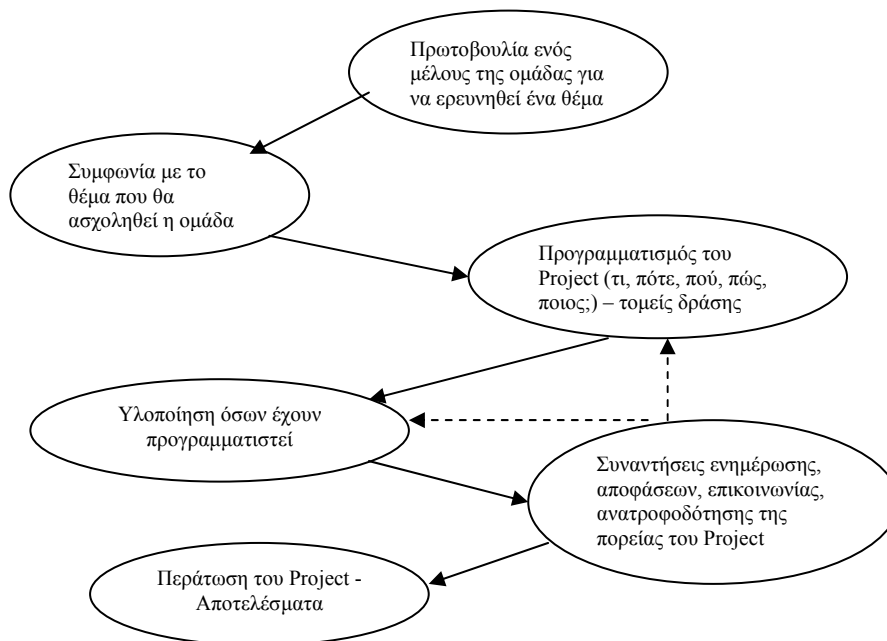 Πρωτοβουλία ενός
μέλους της ομάδας για
να ερευνηθεί ένα θέμα
Συμφωνία με το
θέμα που θα
ασχοληθεί η ομάδα
Προγραμματισμός του
Project (τι, πότε, πού, πώς,
ποιος;) – τομείς δράσης
Υλοποίηση όσων έχουν
προγραμματιστεί
Συναντήσεις ενημέρωσης,
αποφάσεων, επικοινωνίας,
ανατροφοδότησης της
πορείας του Project
Περάτωση του Project -
Αποτελέσματα